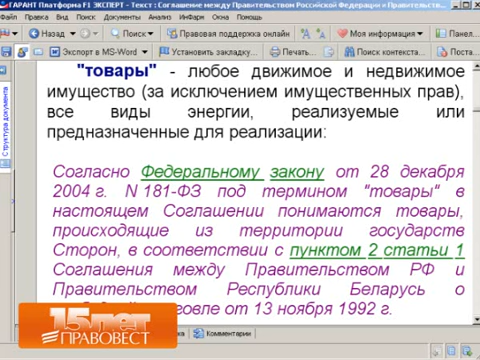 ГАРАНТ Платформа F1 ЭКСПЕРТ - Текст : Соглашение между Правительством Российской Федерации и Правительств...
Файл Вид Поиск Документы Анализ ИнФарм Окна Помощь
Назад Поиск Правовая поддержка онлайн Моя информация
Экспорт в MS-Word Установить закладку... Печать... Поиск контекста... Поста...
Структура документа
"товары" - любое движимое и недвижимое
имущество (за исключением имущественных прав),
все виды энергии, реализуемые или
предназначенные для реализации:
Согласно Федеральному закону от 28 декабря
2004 г. N 181-ФЗ под термином "товары" в
настоящем Соглашении понимаются товары,
происходящие из территории государств
Сторон, в соответствии с пунктом 2 статьи 1
Соглашения между Правительством РФ и
Правительством Республики Беларусь о
от 13 ноября 1992 г.
15 лет
ПРАВОВЕСТ
Комментарии